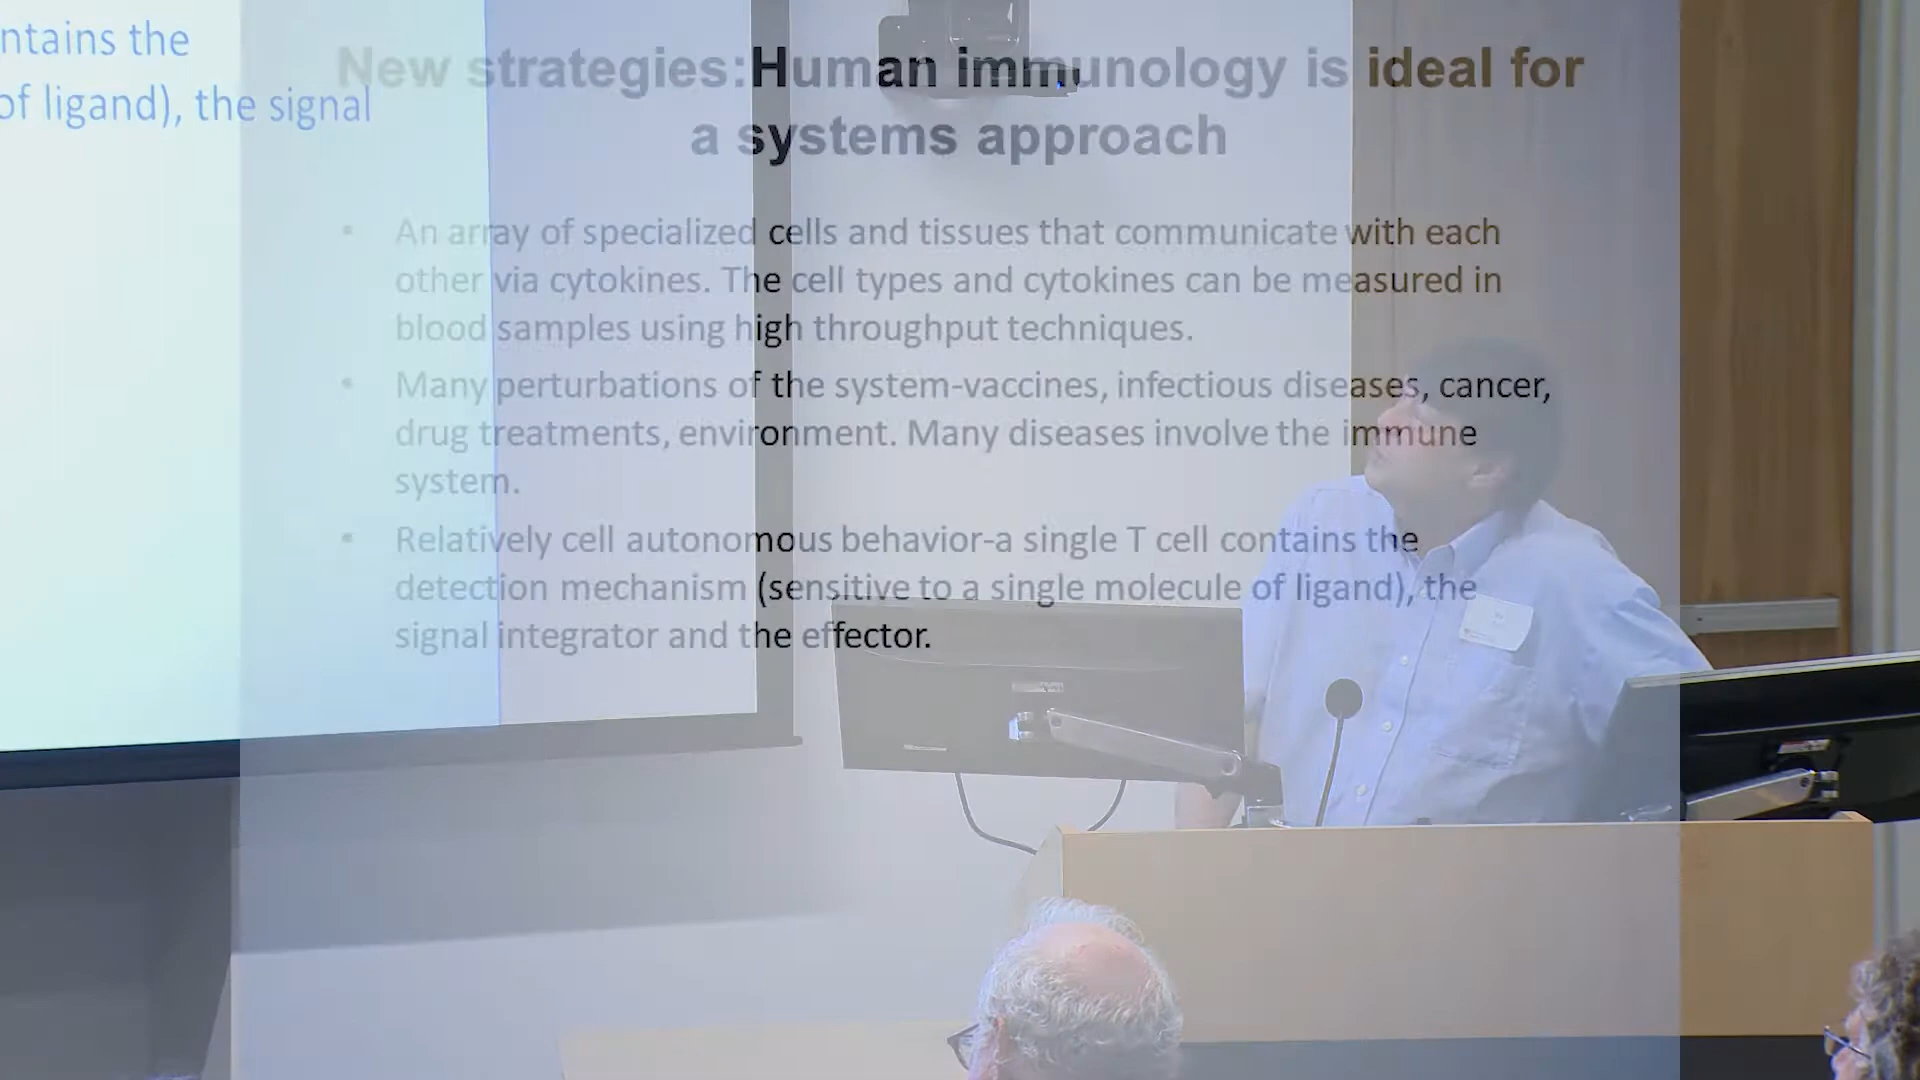 ntains the
of ligand), the signal
New strategies:Human immunology is ideal for
a systems approach
• An array of specialized cells and tissues that communicate with each
other via cytokines. The cell types and cytokines can be measured in
blood samples using high throughput techniques.
• Many perturbations of the system-vaccines, infectious diseases, cancer,
drug treatments, environment. Many diseases involve the immune
system.
• Relatively cell autonomous behavior-a single T cell contains the
detection mechanism (sensitive to a single molecule of ligand), the
signal integrator and the effector.